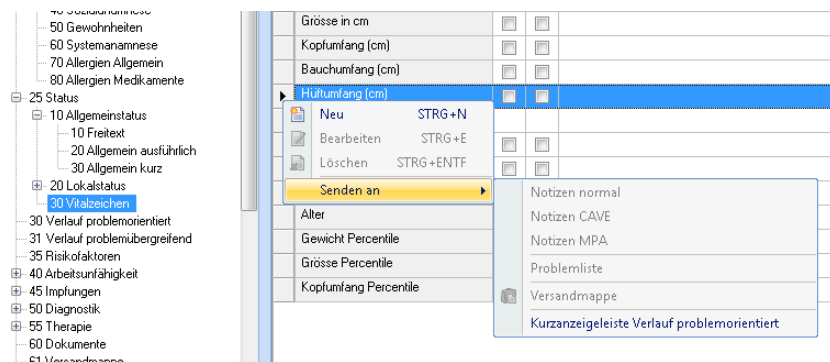 40 Sozialanamnese
50 Gewohnheiten
60 Systemanamnese
70 Allergien Allgemein
80 Allergien Medikamente
25 Status
10 Allgemeinstatus
10 Freitext
20 Allgemein ausführlich
30 Allgemein kurz
20 Lokalstatus
30 Vitalzeichen
30 Verlauf problemorientiert
31 Verlauf problemübergreifend
35 Risikofaktoren
40 Arbeitsunfähigkeit
45 Impfungen
50 Diagnostik
55 Therapie
60 Dokumente
61 Versandmappe
Grösse in cm
Kopfumfang (cm)
Bauchumfang (cm)
Hüftumfang (cm)
Neu STRG+N
Bearbeiten STRG+E
Löschen STRG+ENTF
Senden an
Alter
Gewicht Percentile
Grösse Percentile
Kopfumfang Percentile
Notizen normal
Notizen CAVE
Notizen MPA
Problemliste
Versandmappe
Kurzanzeigeleiste Verlauf problemorientiert